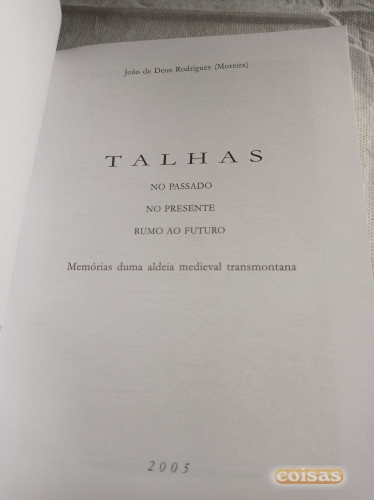 João de Deus Rodrigues (Moreira)
TALHAS
NO PASSADO
NO PRESENTE
RUMO AO FUTURO
Memórias duma aldeia medieval transmontana
2005
coisas